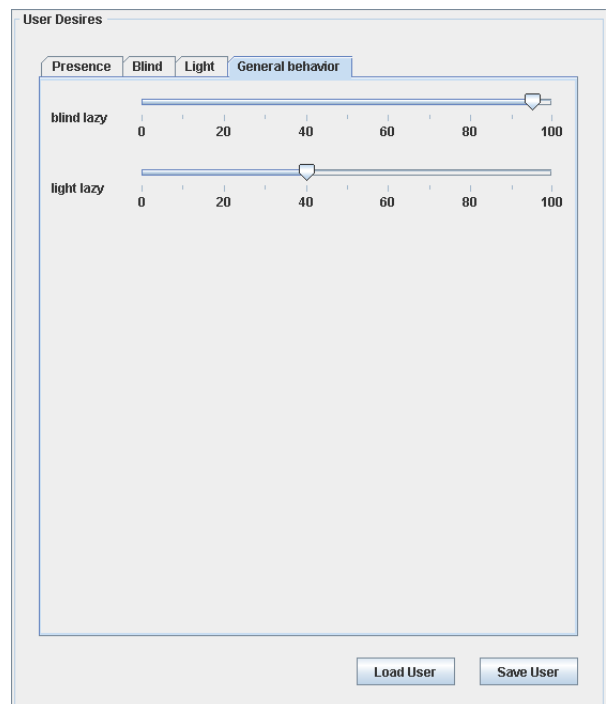 User Desires
Presence Blind Light General behavior
blind lazy
0 20 40 60 80 100
light lazy
0 20 40 60 80 100
Load User Save User